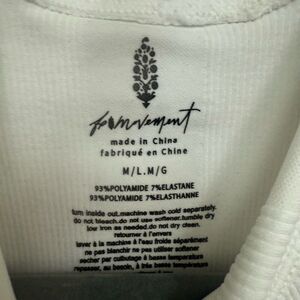 fp movement
made in China
fabriqué en Chine
M/L.M/G
93%POLYAMIDE 7%ELASTANE
93%POLYAMIDE 7%ELASTHANNE
turn inside out.machine wash cold separately.
do not bleach.do not use softener.tumble dry
low iron as needed.do not dry clean.
retourner à l'envers
laver à la machine à l'eau froide séparément
ne pas blanchir. ne pas utiliser adoucissant
secher par culbutage à basse température
repasser, au besoin, à basse température